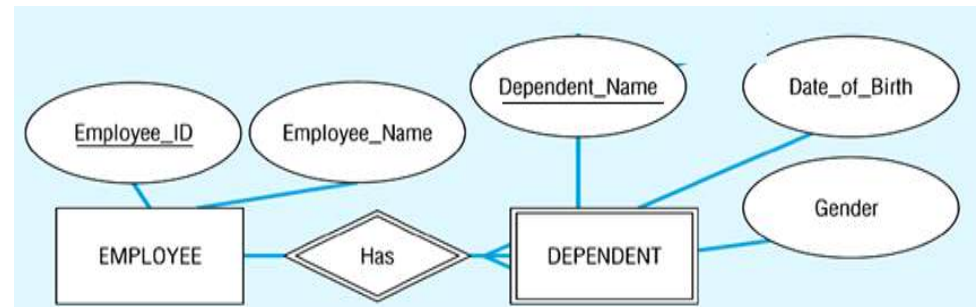 Dependent_Name
Date_of_Birth
Employee_ID
Employee_Name
Gender
EMPLOYEE
Has
DEPENDENT